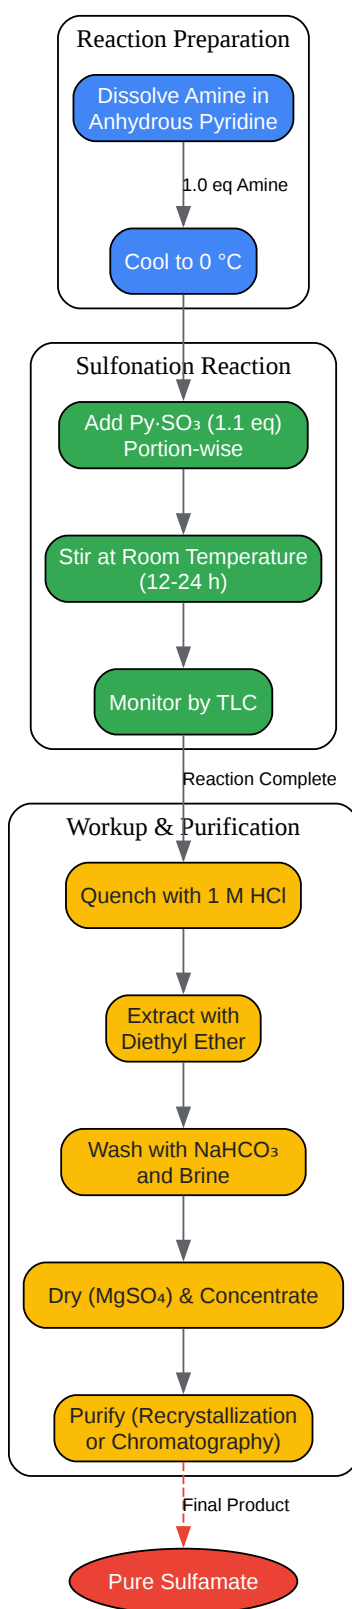 Reaction Preparation
Dissolve Amine in
Anhydrous Pyridine
1.0 eq Amine
Cool to 0 °C
Sulfonation Reaction
Add Py·SO₃ (1.1 eq)
Portion-wise
Stir at Room Temperature
(12-24 h)
Monitor by TLC
Reaction Complete
Workup & Purification
Quench with 1 M HCl
Extract with
Diethyl Ether
Wash with NaHCO₃
and Brine
Dry (MgSO₄) & Concentrate
Purify (Recrystallization
or Chromatography)
Final Product
Pure Sulfamate